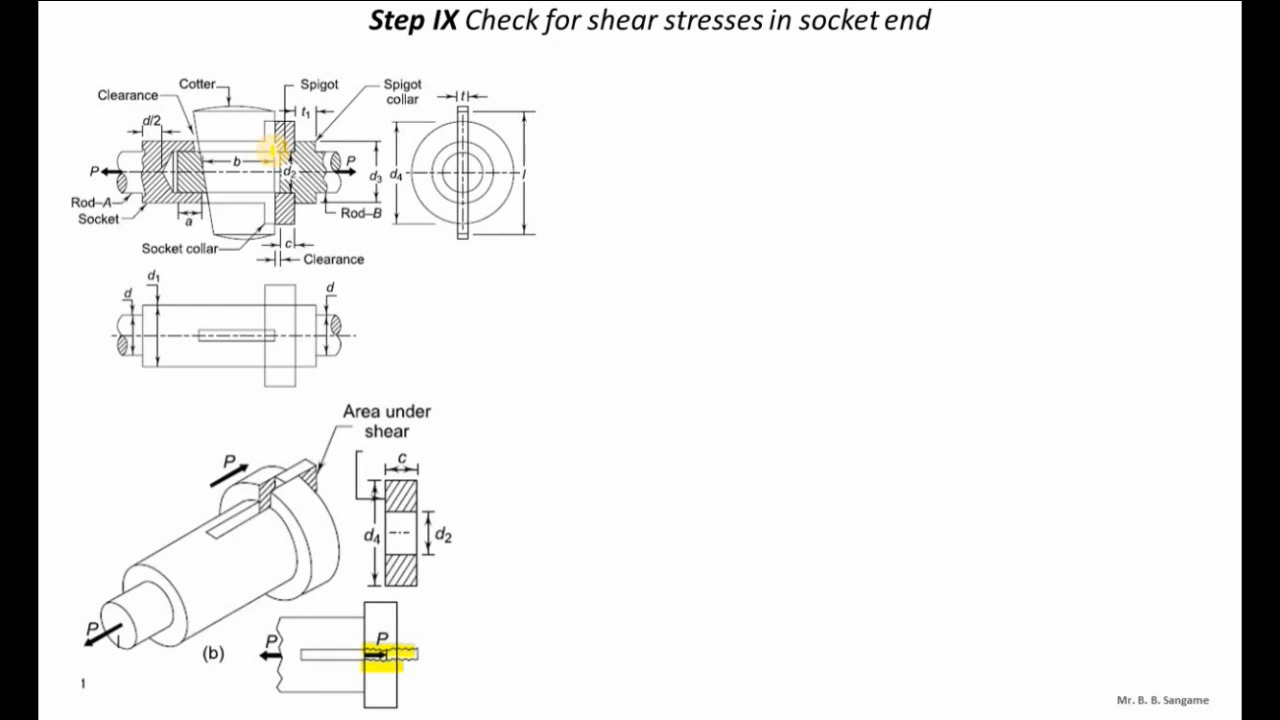 Step IX Check for shear stresses in socket end
Cotter
Spigot
Spigot
collar
Clearance
t1
t
d/2
b
P
P
d2
d3
d4
l
Rod–A
Socket
a
Rod–B
Socket collar
c
Clearance
d1
d
d
Area under
shear
P
c
d4
d2
P
P
P
(b)
1
Mr. B. B. Sangame